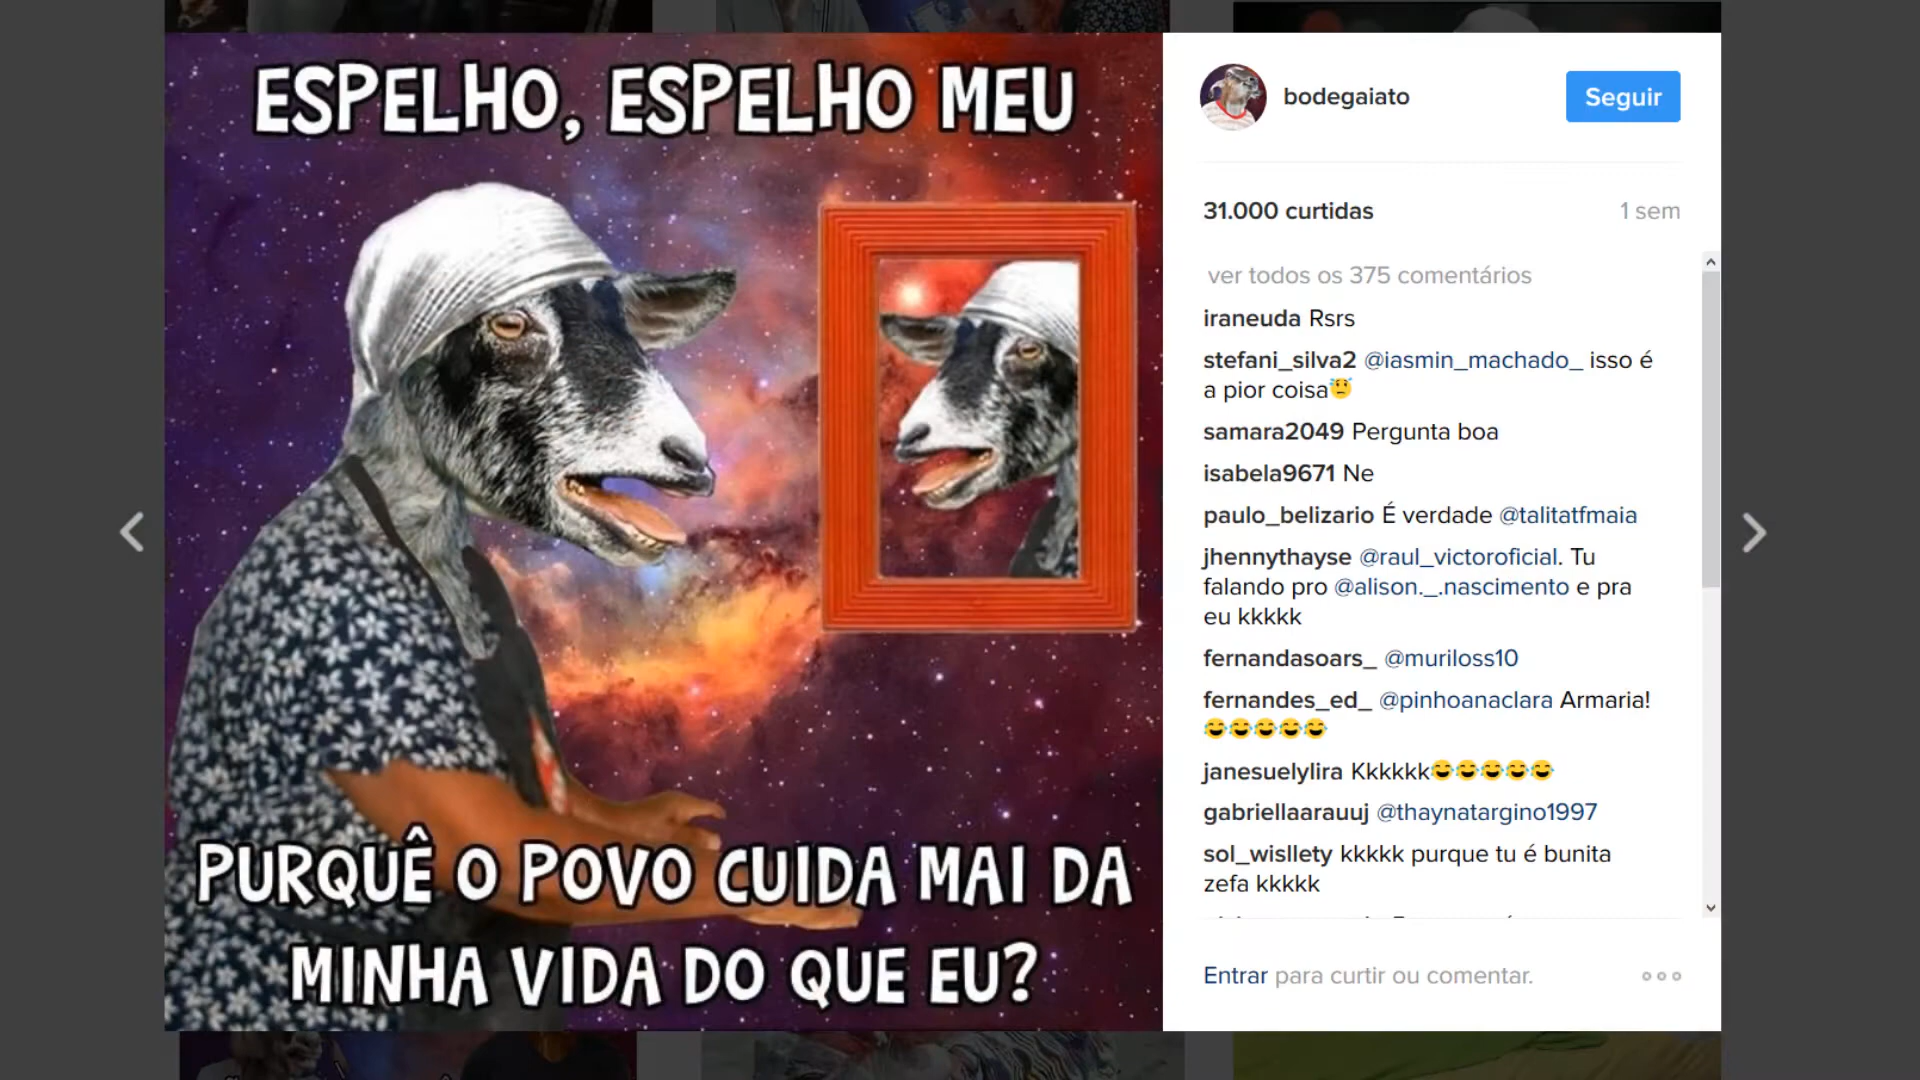 ESPELHO, ESPELHO MEU
PURQUÊ O POVO CUIDA MAI DA
MINHA VIDA DO QUE EU?
bodegaiato
Seguir
31.000 curtidas
1 sem
ver todos os 375 comentários
iraneuda Rsrs
stefani_silva2 @iasmin_machado_ isso é
a pior coisa😢
samara2049 Pergunta boa
isabela9671 Ne
paulo_belizario É verdade @talitatfmaia
jhennythayse @raul_victoroficial. Tu
falando pro @alison._.nascimento e pra
eu kkkkk
fernandasoars_ @muriloss10
fernandes_ed_ @pinhoanaclara Armaria!
😂😂😂😂😂
janesuelylira Kkkkkk😂😂😂😂😂
gabriellaarauuj @thaynatargino1997
sol_wisllety kkkkk purque tu é bunita
zefa kkkkk
Entrar para curtir ou comentar.